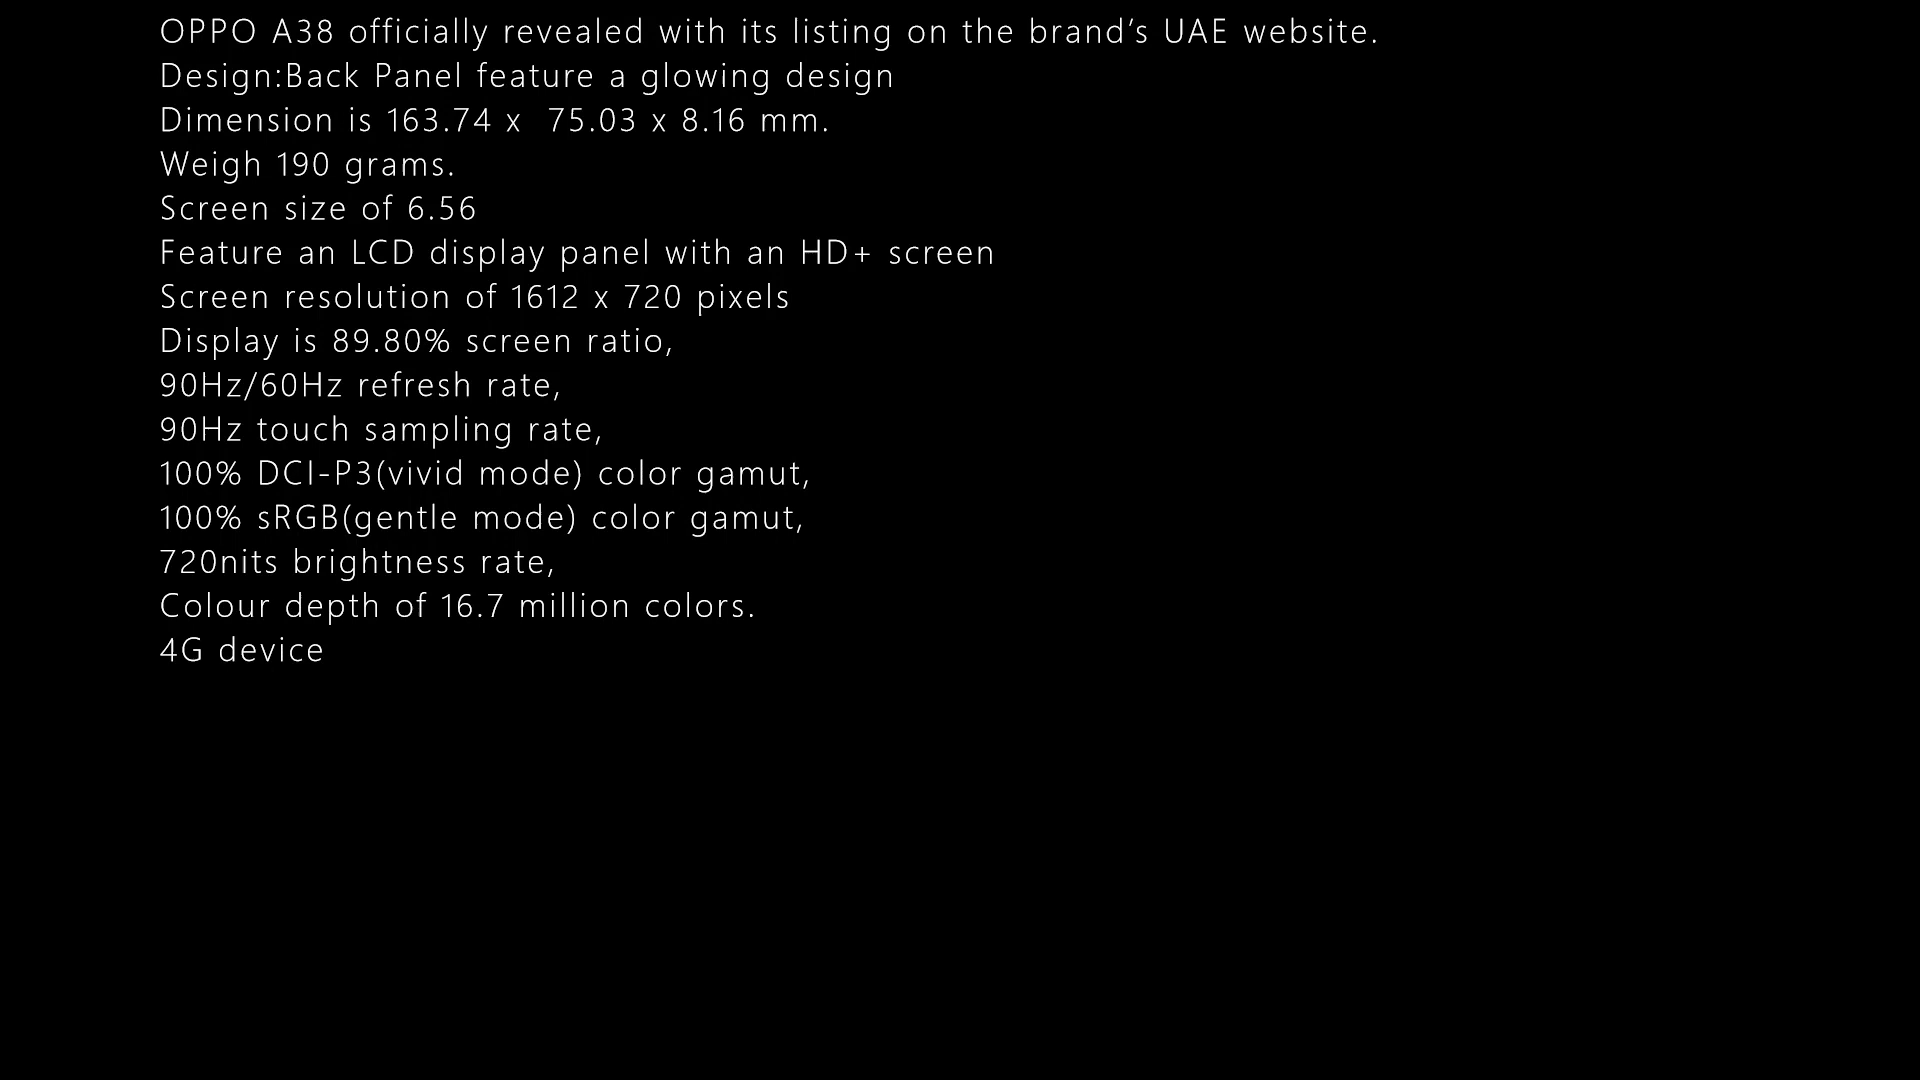 OPPO A38 officially revealed with its listing on the brand’s UAE website.
Design:Back Panel feature a glowing design
Dimension is 163.74 x  75.03 x 8.16 mm.
Weigh 190 grams.
Screen size of 6.56
Feature an LCD display panel with an HD+ screen
Screen resolution of 1612 x 720 pixels
Display is 89.80% screen ratio,
90Hz/60Hz refresh rate,
90Hz touch sampling rate,
100% DCI-P3(vivid mode) color gamut,
100% sRGB(gentle mode) color gamut,
720nits brightness rate,
Colour depth of 16.7 million colors.
4G device